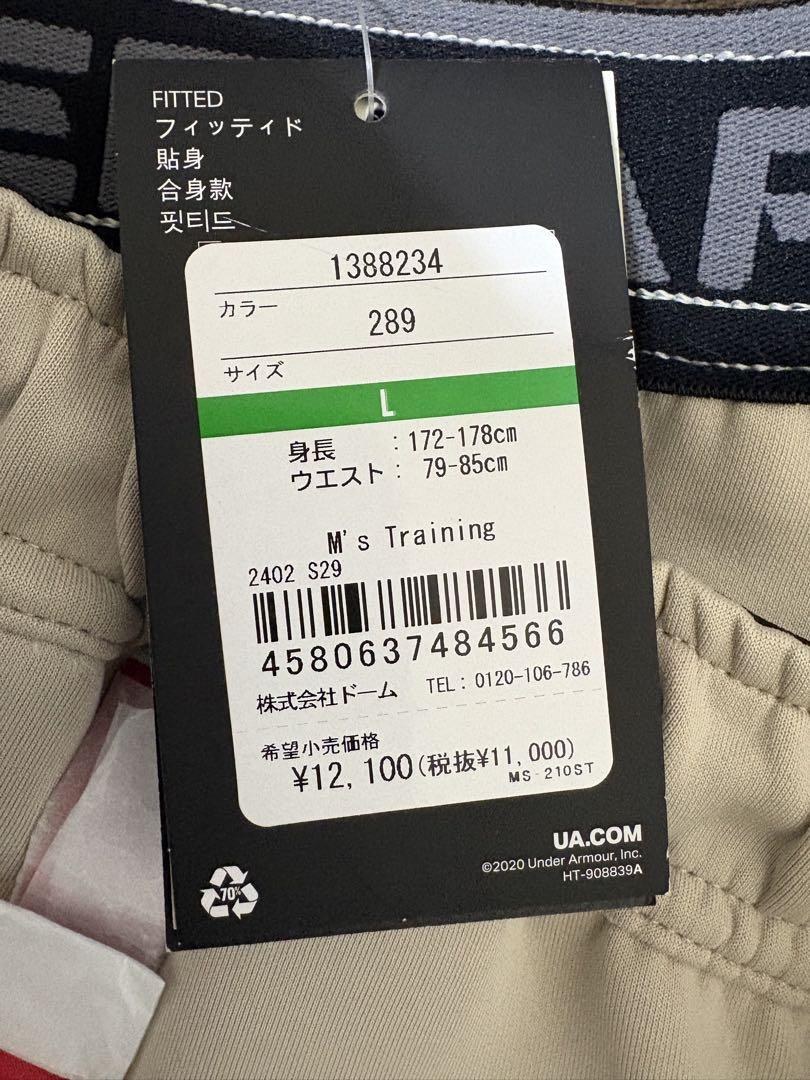 FITTED
フィッティド
貼身
合身款
핏티드
1388234
カラー
289
サイズ
L
身長 : 172-178cm
ウエスト : 79-85cm
M's Training
2402 S29
4580637484566
株式会社ドーム TEL: 0120-106-786
希望小売価格
¥12,100(税抜¥11,000)
MS-210ST
UA.COM
©2020 Under Armour, Inc.
HT-908839A
70%